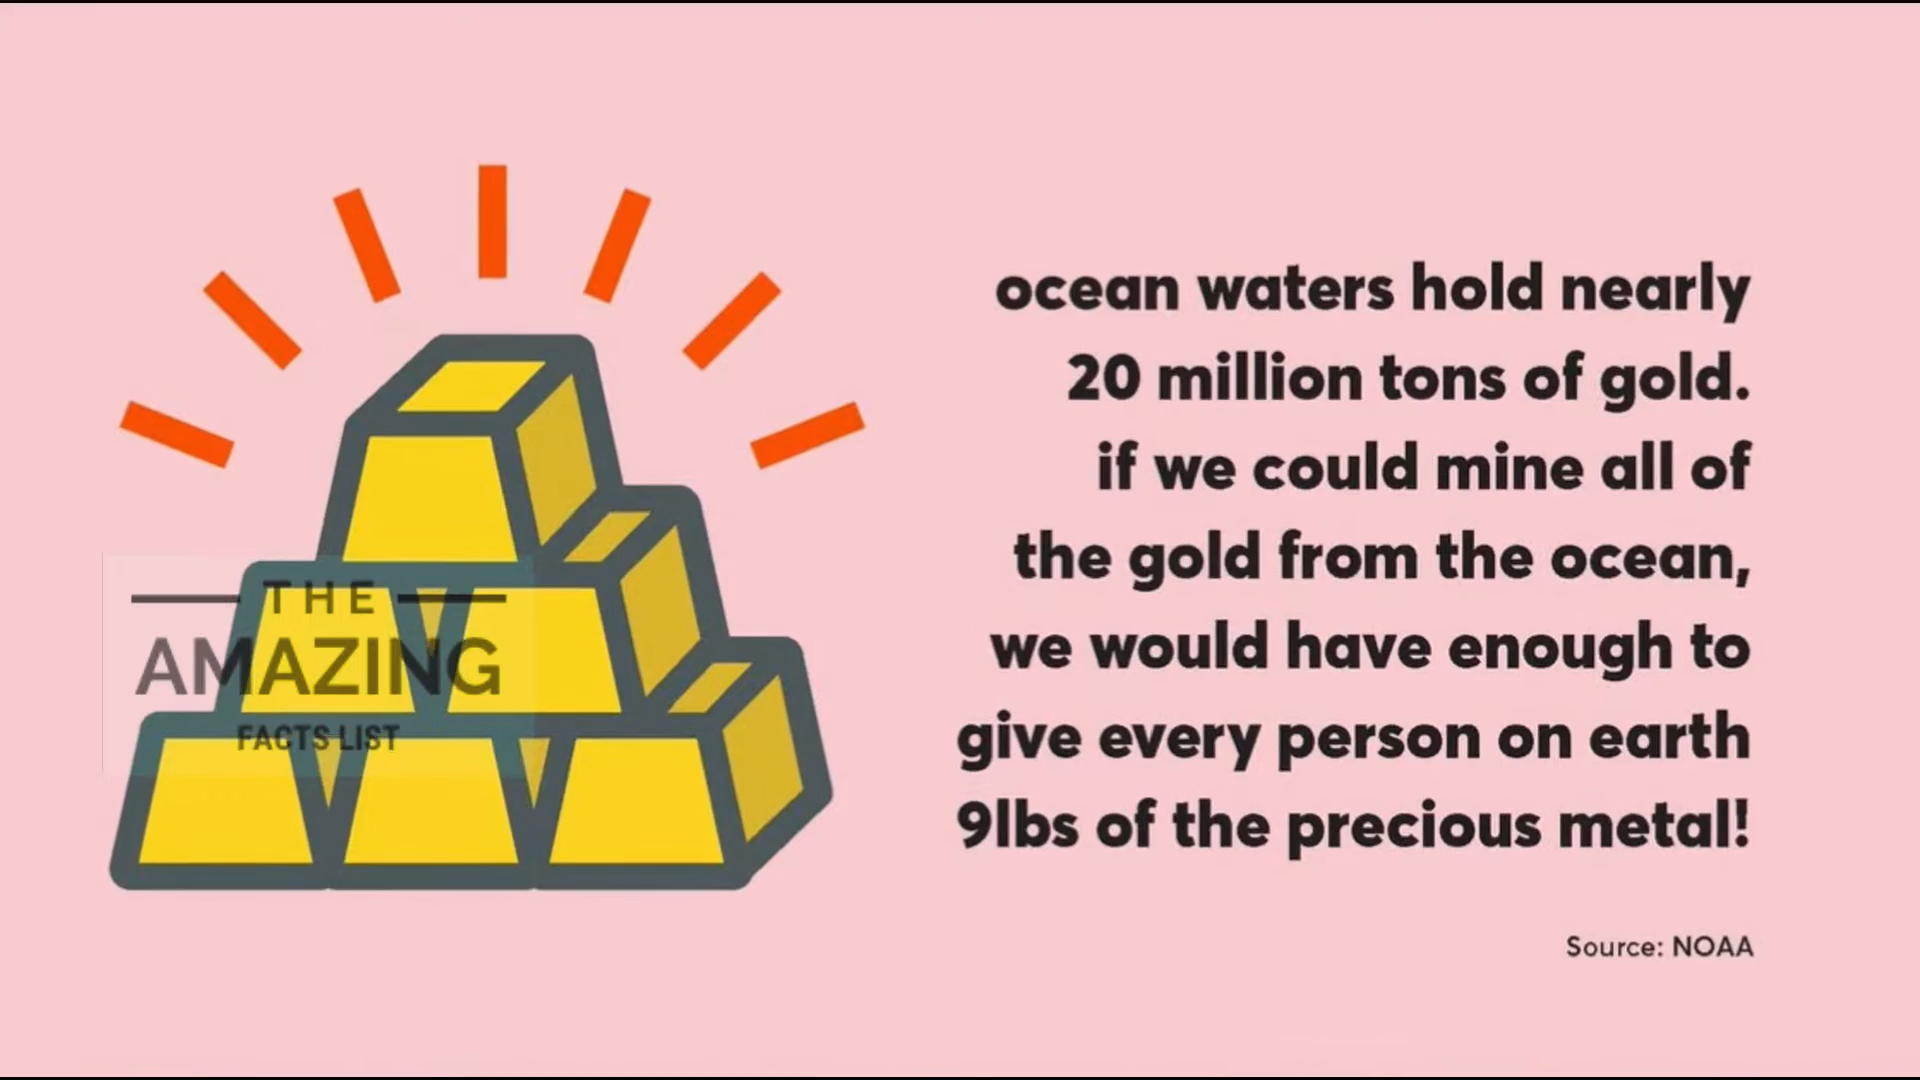 ocean waters hold nearly
20 million tons of gold.
if we could mine all of
the gold from the ocean,
we would have enough to
give every person on earth
9lbs of the precious metal!
Source: NOAA
THE
AMAZING
FACTS LIST